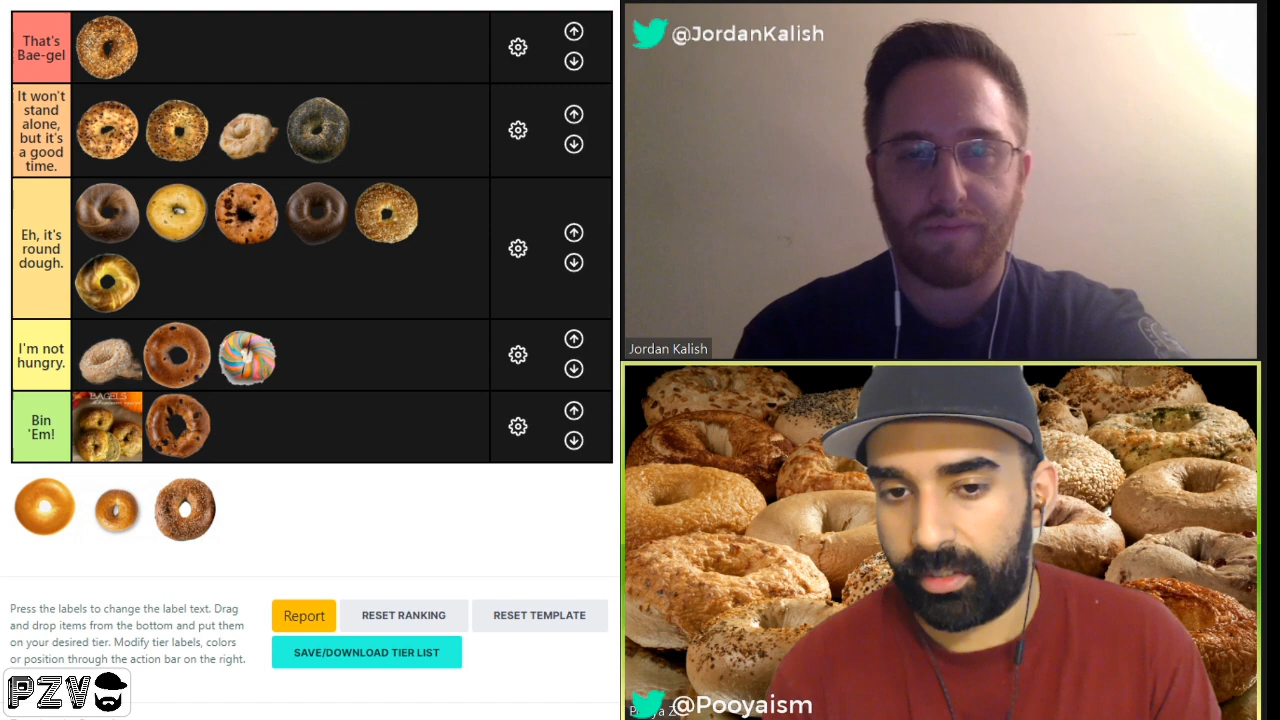 That's
Bae-gel
It won't
stand
alone,
but it's
a good
time.
Eh, it's
round
dough.
I'm not
hungry.
Bin
'Em!
BAGELS
Press the labels to change the label text. Drag
and drop items from the bottom and put them
on your desired tier. Modify tier labels, colors
or position through the action bar on the right.
Report
RESET RANKING
RESET TEMPLATE
SAVE/DOWNLOAD TIER LIST
PZV
@JordanKalish
Jordan Kalish
@Pooyaism